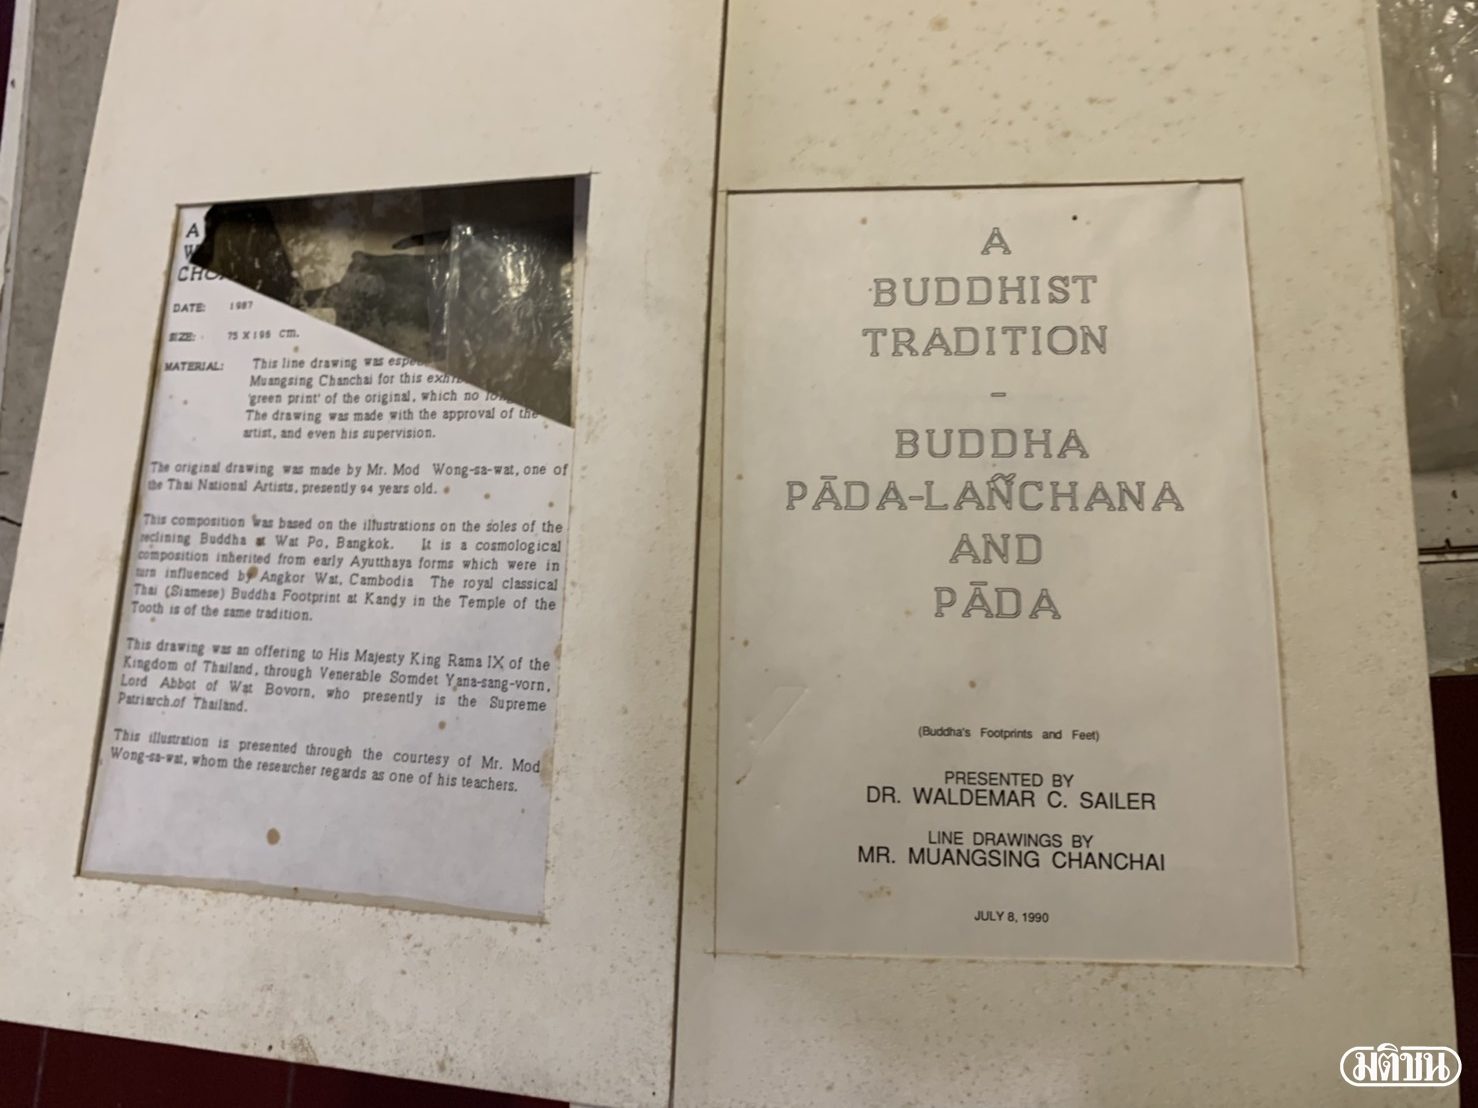 A
CHO
DATE: 1987
SIZE: 75 X 198 cm.
MATERIAL: This line drawing was espe
Muangsing Chanchai for this exhi
'green print' of the original, which no lo
The drawing was made with the approval of the
artist, and even his supervision.
The original drawing was made by Mr. Mod Wong-sa-wat, one of
the Thai National Artists, presently 94 years old.
This composition was based on the illustrations on the soles of the
reclining Buddha at Wat Po, Bangkok. It is a cosmological
composition inherited from early Ayutthaya forms which were in
turn influenced by Angkor Wat, Cambodia The royal classical
Thai (Siamese) Buddha Footprint at Kandy in the Temple of the
Tooth is of the same tradition.
This drawing was an offering to His Majesty King Rama IX of the
Kingdom of Thailand, through Venerable Somdet Yana-sang-vorn,
Lord Abbot of Wat Bovorn, who presently is the Supreme
Patriarch.of Thailand.
This illustration is presented through the courtesy of Mr. Mod
Wong-sa-wat, whom the researcher regards as one of his teachers.
A
BUDDHIST
TRADITION
-
BUDDHA
PĀDA-LAÑCHANA
AND
PĀDA
(Buddha's Footprints and Feet)
PRESENTED BY
DR. WALDEMAR C. SAILER
LINE DRAWINGS BY
MR. MUANGSING CHANCHAI
JULY 8, 1990
มติชน